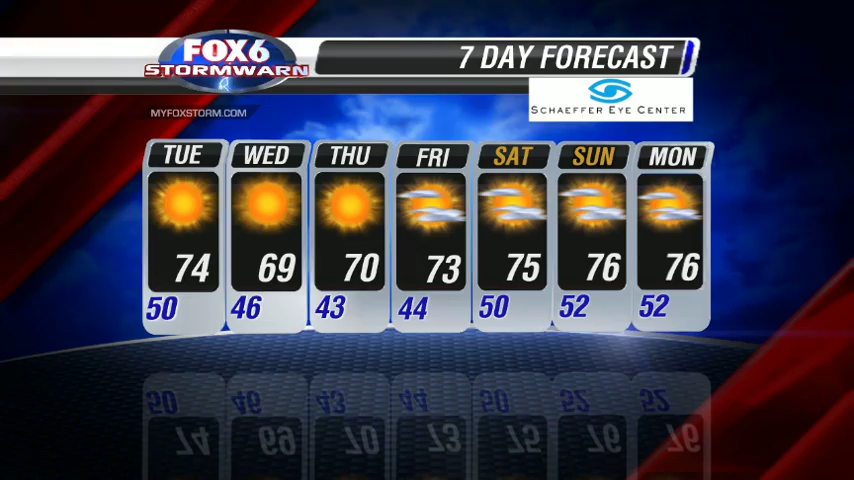 FOX6
STORMWARN
7 DAY FORECAST
MYFOXSTORM.COM
SCHAEFFER EYE CENTER
TUE WED THU FRI SAT SUN MON
74 69 70 73 75 76 76
50 46 43 44 50 52 52